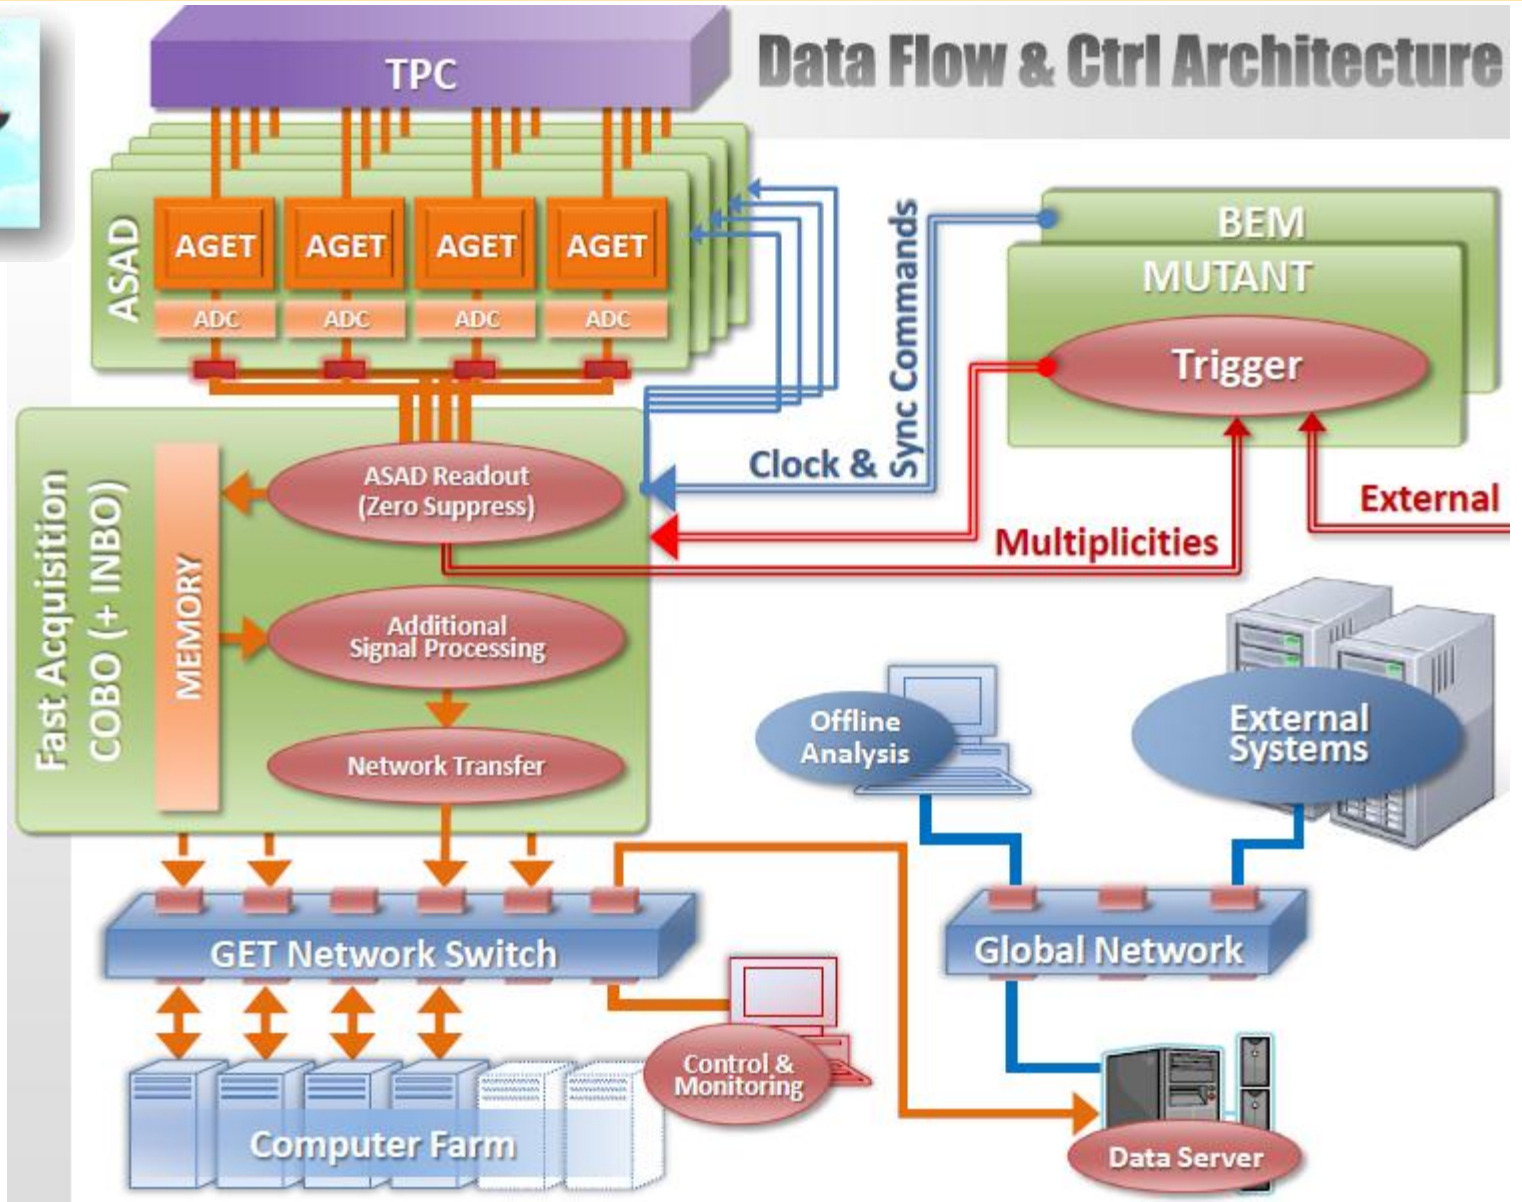 Data Flow & Ctrl Architecture
TPC
ASAD
AGET
AGET
AGET
AGET
ADC
ADC
ADC
ADC
BEM
MUTANT
Trigger
Clock &
Sync Commands
Multiplicities
External
Fast Acquisition
COBO (+ INBO)
MEMORY
ASAD Readout
(Zero Suppress)
Additional
Signal Processing
Network Transfer
Offline
Analysis
External
Systems
GET Network Switch
Global Network
Control &
Monitoring
Computer Farm
Data Server